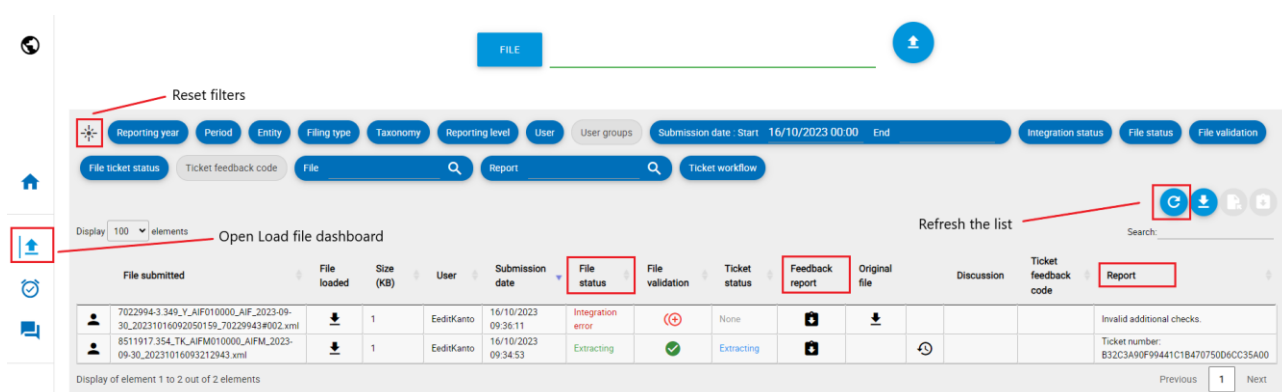 FILE
Reset filters
Reporting year Period Entity Filing type Taxonomy Reporting level User User groups Submission date : Start 16/10/2023 00:00 End Integration status File status File validation
File ticket status Ticket feedback code File Report Ticket workflow
Refresh the list
Display 100 elements
Open Load file dashboard
Search:
File submitted File loaded Size (KB) User Submission date File status File validation Ticket status Feedback report Original file Discussion Ticket feedback code Report
7022994-3.349_Y_AIF010000_AIF_2023-09-
30_20231016092050159_70229943#002.xml
1 EeditKanto
16/10/2023
09:36:11
Integration
error
None
Invalid additional checks.
8511917.354_TK_AIFM010000_AIFM_2023-
09-30_20231016093212943.xml
1 EeditKanto
16/10/2023
09:34:53
Extracting
Extracting
Ticket number:
B32C3A90F99441C1B470750D6CC35A00
Display of element 1 to 2 out of 2 elements
Previous 1 Next